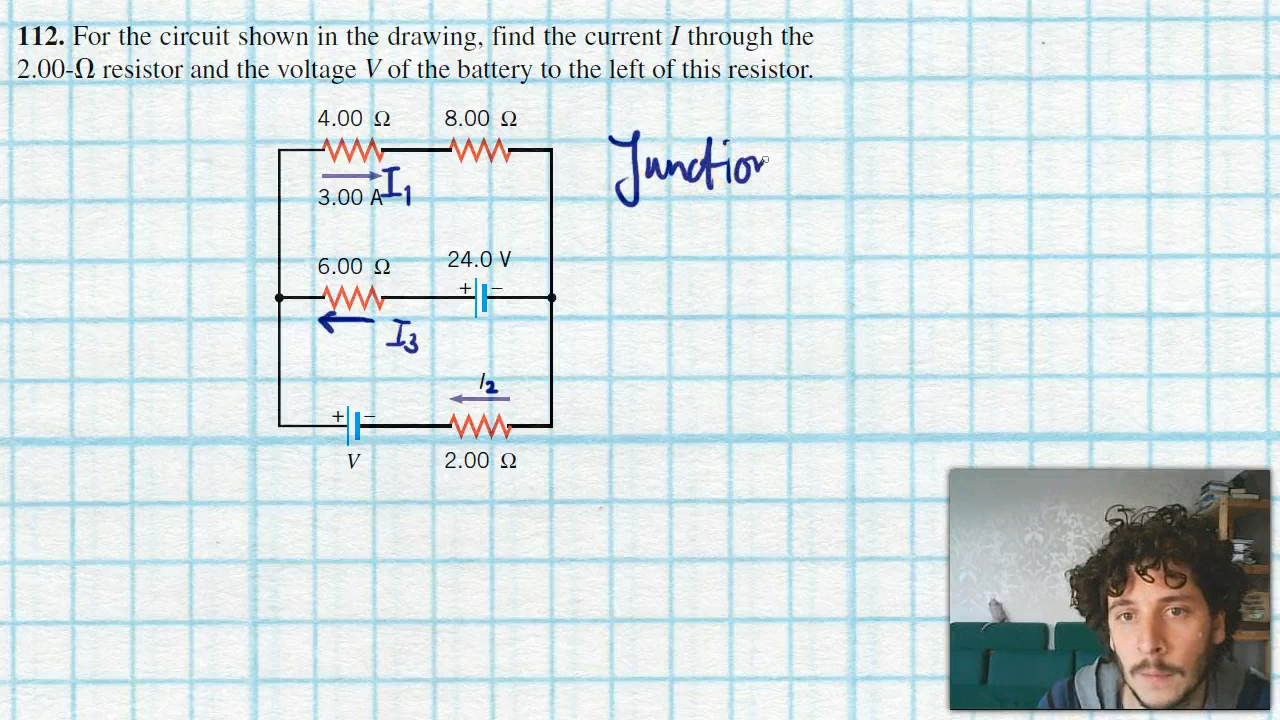 112. For the circuit shown in the drawing, find the current I through the
2.00-Ω resistor and the voltage V of the battery to the left of this resistor.
4.00 Ω 8.00 Ω
Junction
3.00 A I₁
6.00 Ω 24.0 V
+ −
I₃
I₂
+ −
V 2.00 Ω